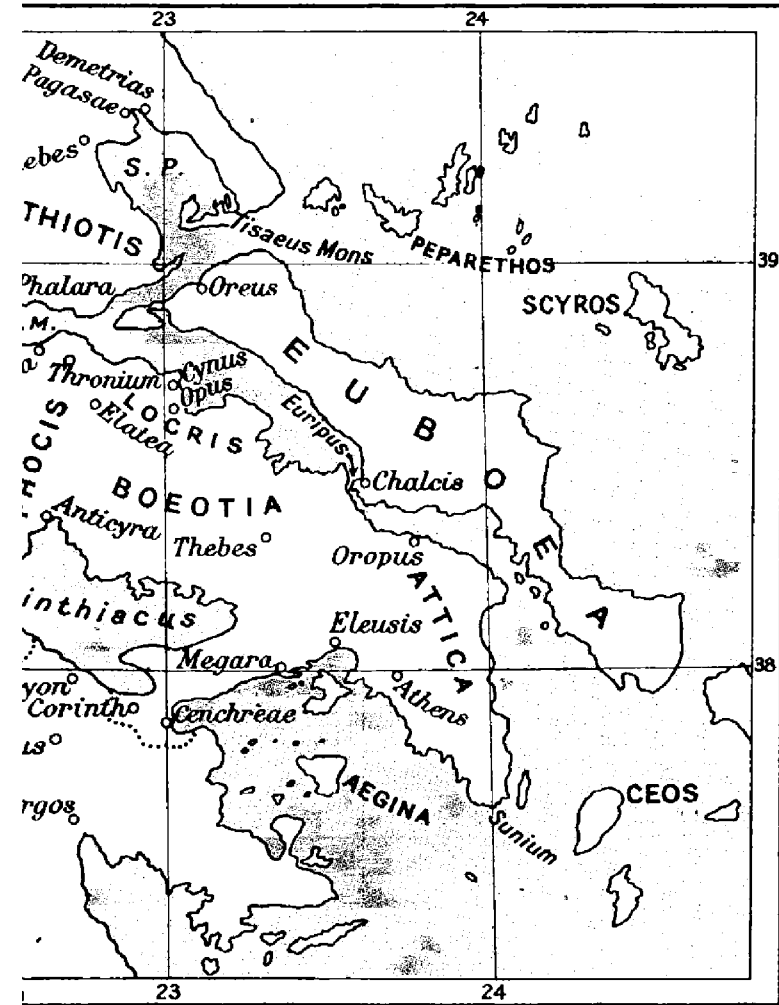 23 24
Demetrias
Pagasae
ebes
S. P.
THIOTIS
Tisaeus Mons
PEPARETHOS
39
Phalara
Oreus
SCYROS
M.
a
Thronium
Cynus
Opus
Elatea
LOCRIS
EUBOEA
Euripus
HOCIS
Chalcis
BOEOTIA
Anticyra
Thebes
Oropus
ATTICA
inthiacus
Eleusis
Megara
38
yon
Corinth
Cenchreae
Athens
us
AEGINA
CEOS
rgos
Sunium
23 24